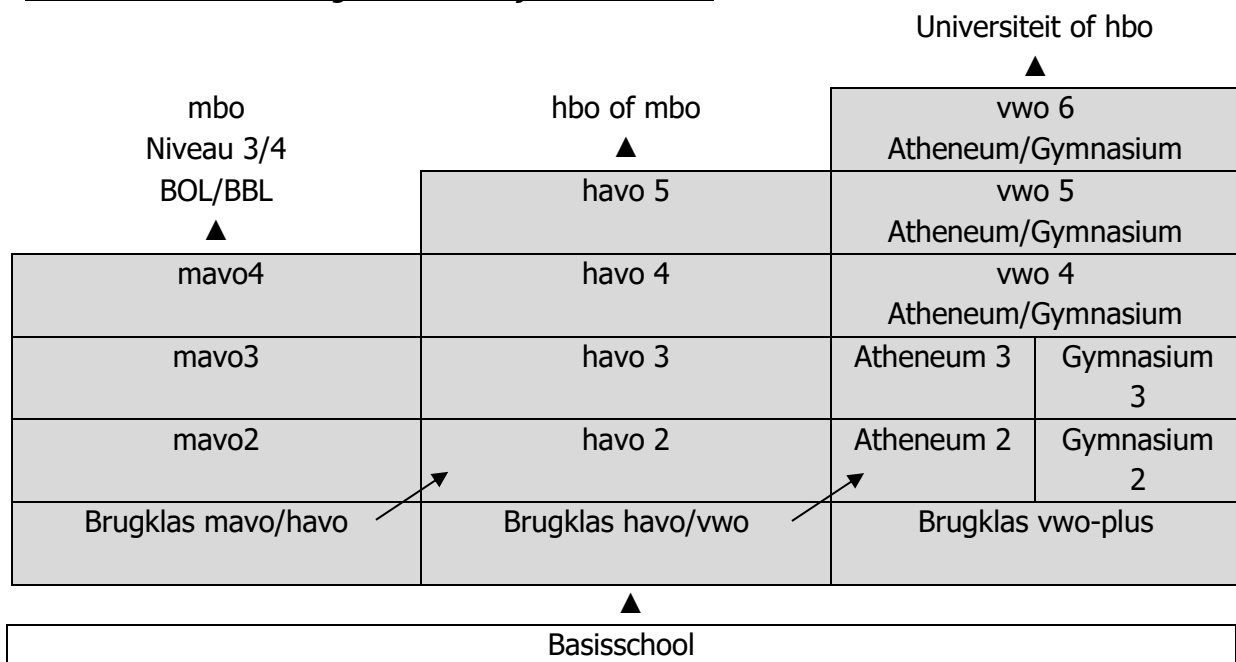 Universiteit of hbo
▲
mbo
Niveau 3/4
BOL/BBL
▲
hbo of mbo
▲
vwo 6
Atheneum/Gymnasium
havo 5
vwo 5
Atheneum/Gymnasium
mavo4
havo 4
vwo 4
Atheneum/Gymnasium
mavo3
havo 3
Atheneum 3
Gymnasium
3
mavo2
havo 2
Atheneum 2
Gymnasium
2
Brugklas mavo/havo
Brugklas havo/vwo
Brugklas vwo-plus
▲
Basisschool